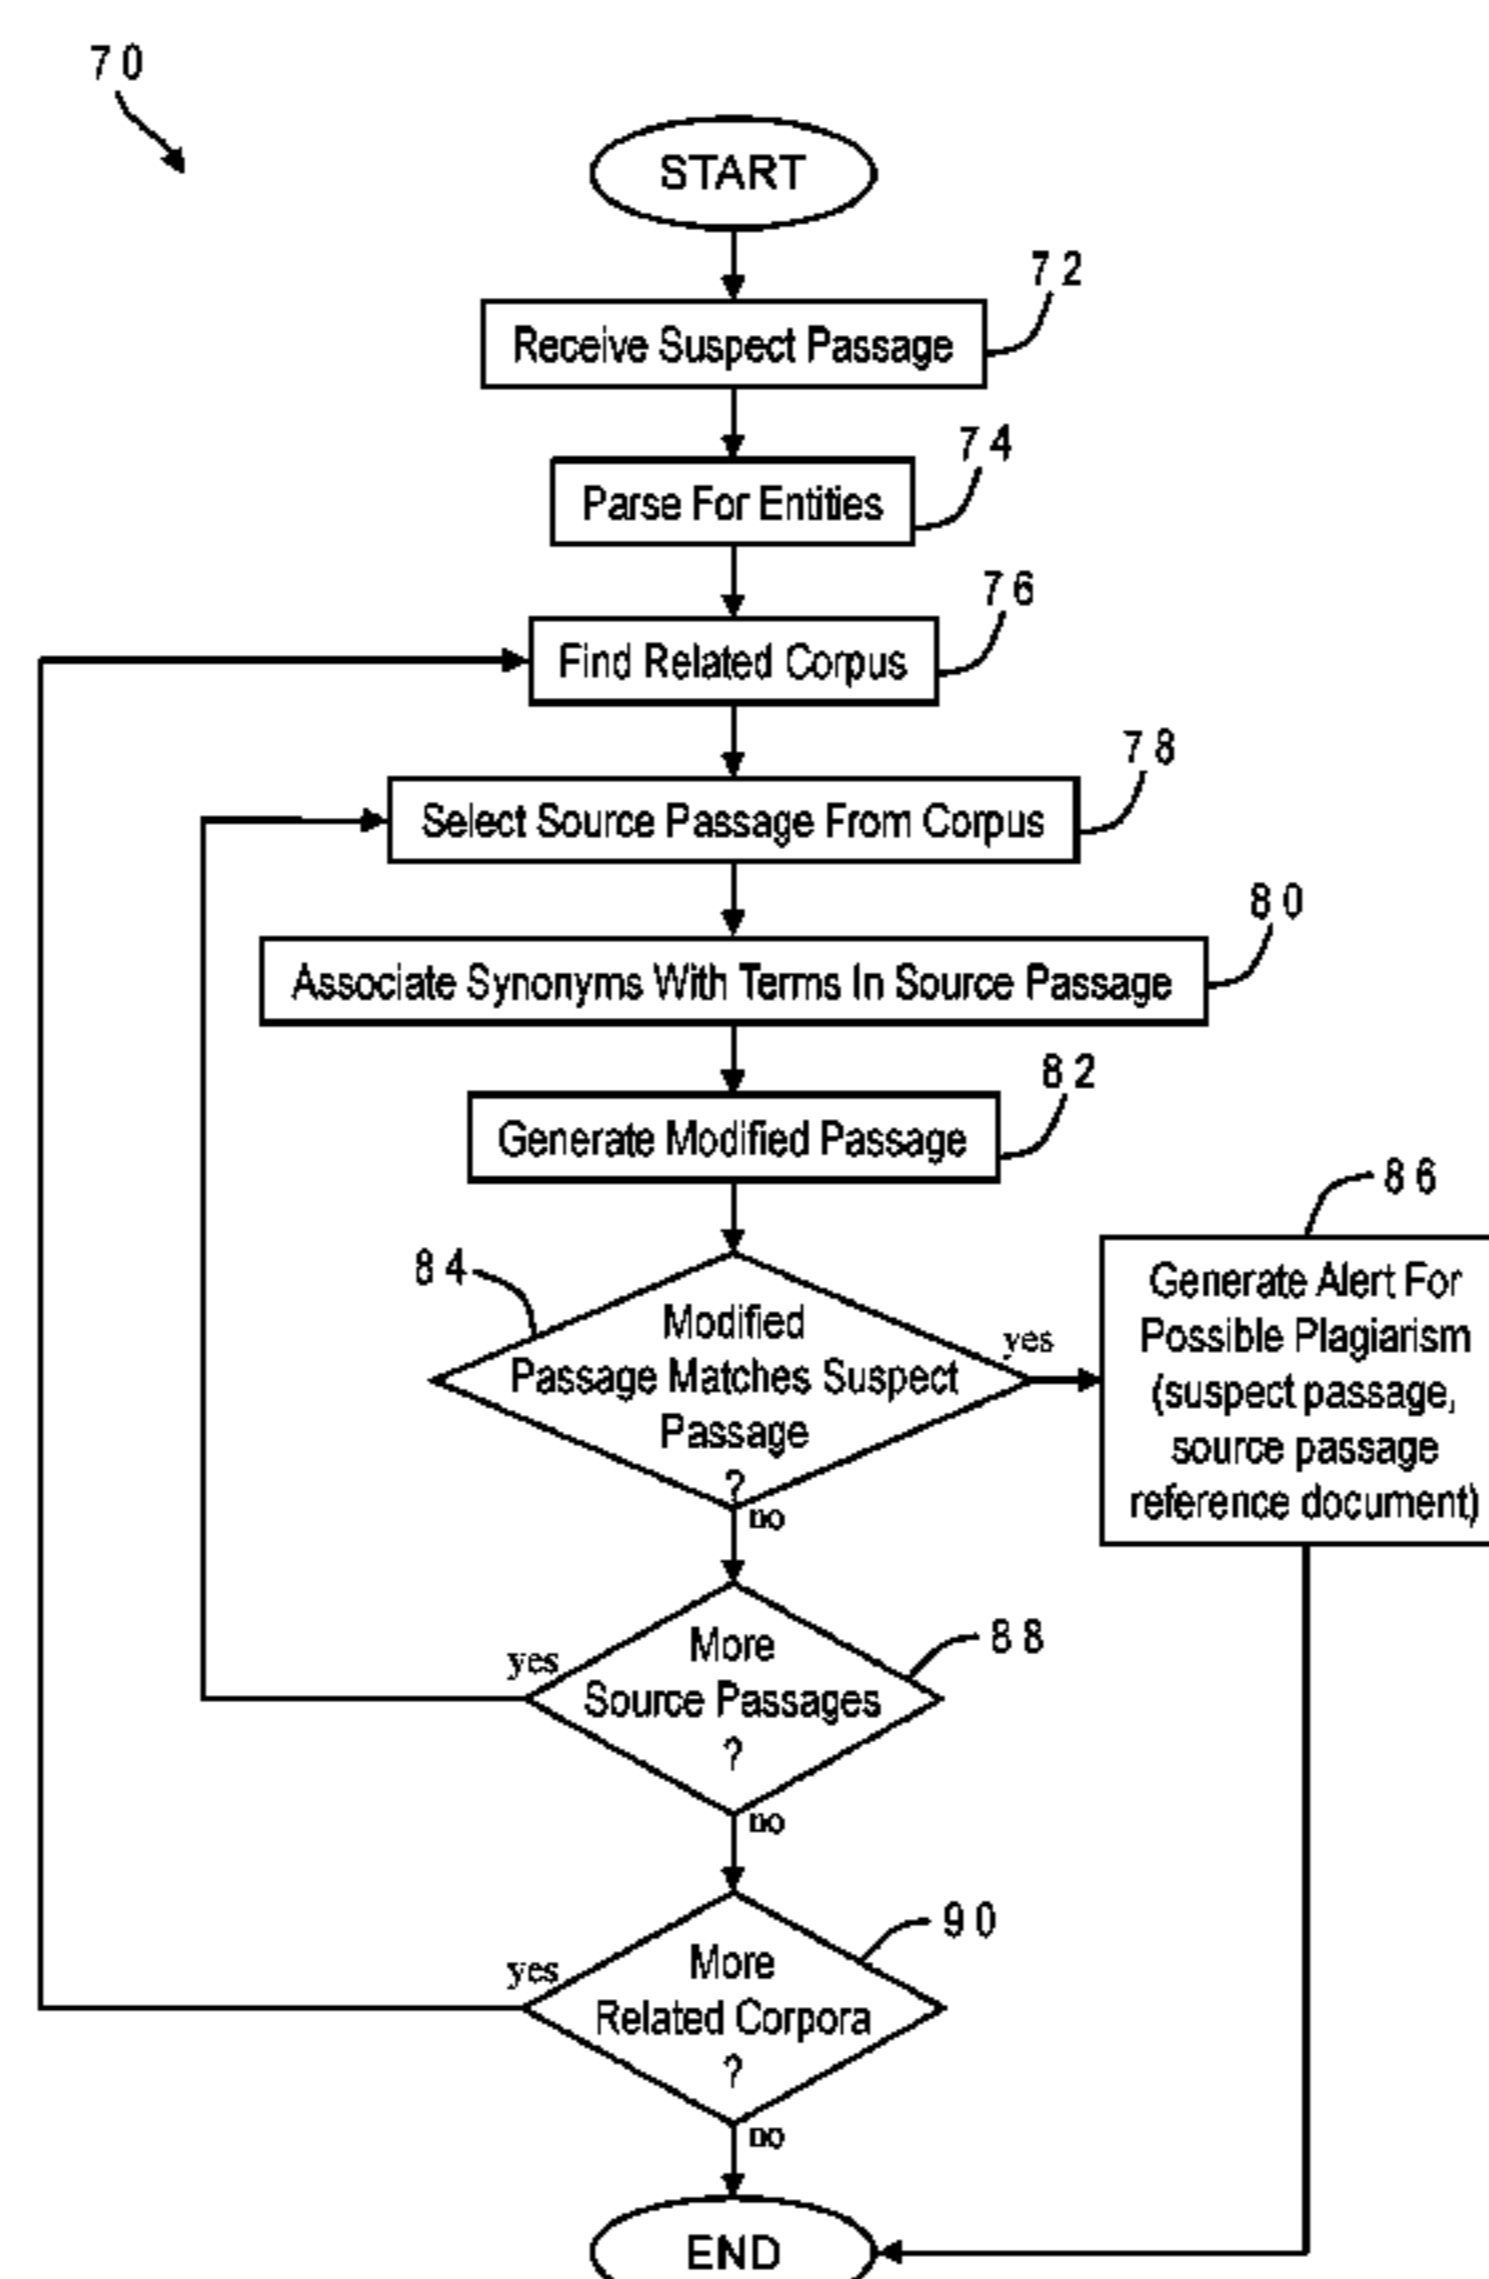 70
START
72
Receive Suspect Passage
74
Parse For Entities
76
Find Related Corpus
78
Select Source Passage From Corpus
80
Associate Synonyms With Terms In Source Passage
82
Generate Modified Passage
86
84
Modified
Passage Matches Suspect
Passage
?
yes
no
Generate Alert For
Possible Plagiarism
(suspect passage,
source passage
reference document)
88
More
Source Passages
?
yes
no
90
More
Related Corpora
?
yes
no
END